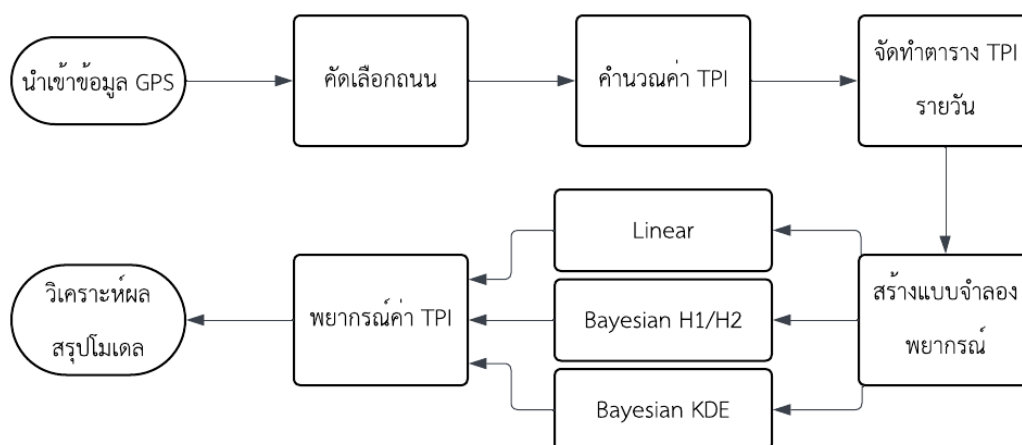 นำเข้าข้อมูล GPS
คัดเลือกถนน
คำนวณค่า TPI
จัดทำตาราง TPI
รายวัน
สร้างแบบจำลอง
พยากรณ์
Linear
Bayesian H1/H2
Bayesian KDE
พยากรณ์ค่า TPI
วิเคราะห์ผล
สรุปโมเดล